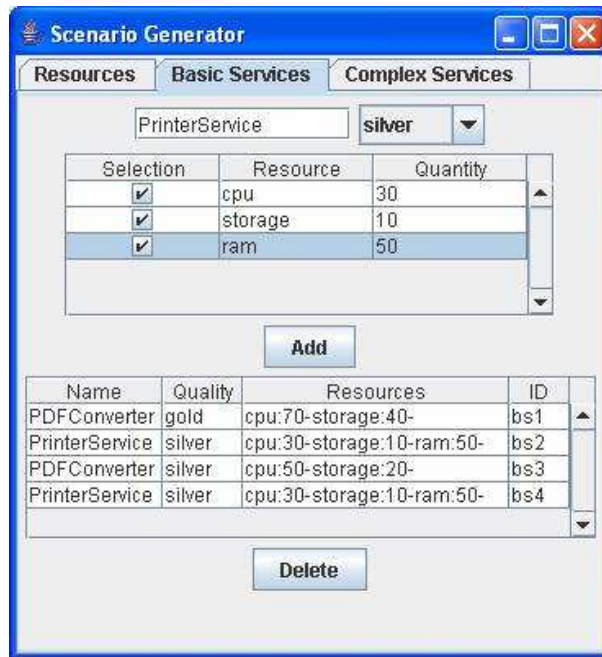 Scenario Generator
Resources Basic Services Complex Services
PrinterService silver
Selection Resource Quantity
cpu 30
storage 10
ram 50
Add
Name Quality Resources ID
PDFConverter gold cpu:70-storage:40- bs1
PrinterService silver cpu:30-storage:10-ram:50- bs2
PDFConverter silver cpu:50-storage:20- bs3
PrinterService silver cpu:30-storage:10-ram:50- bs4
Delete